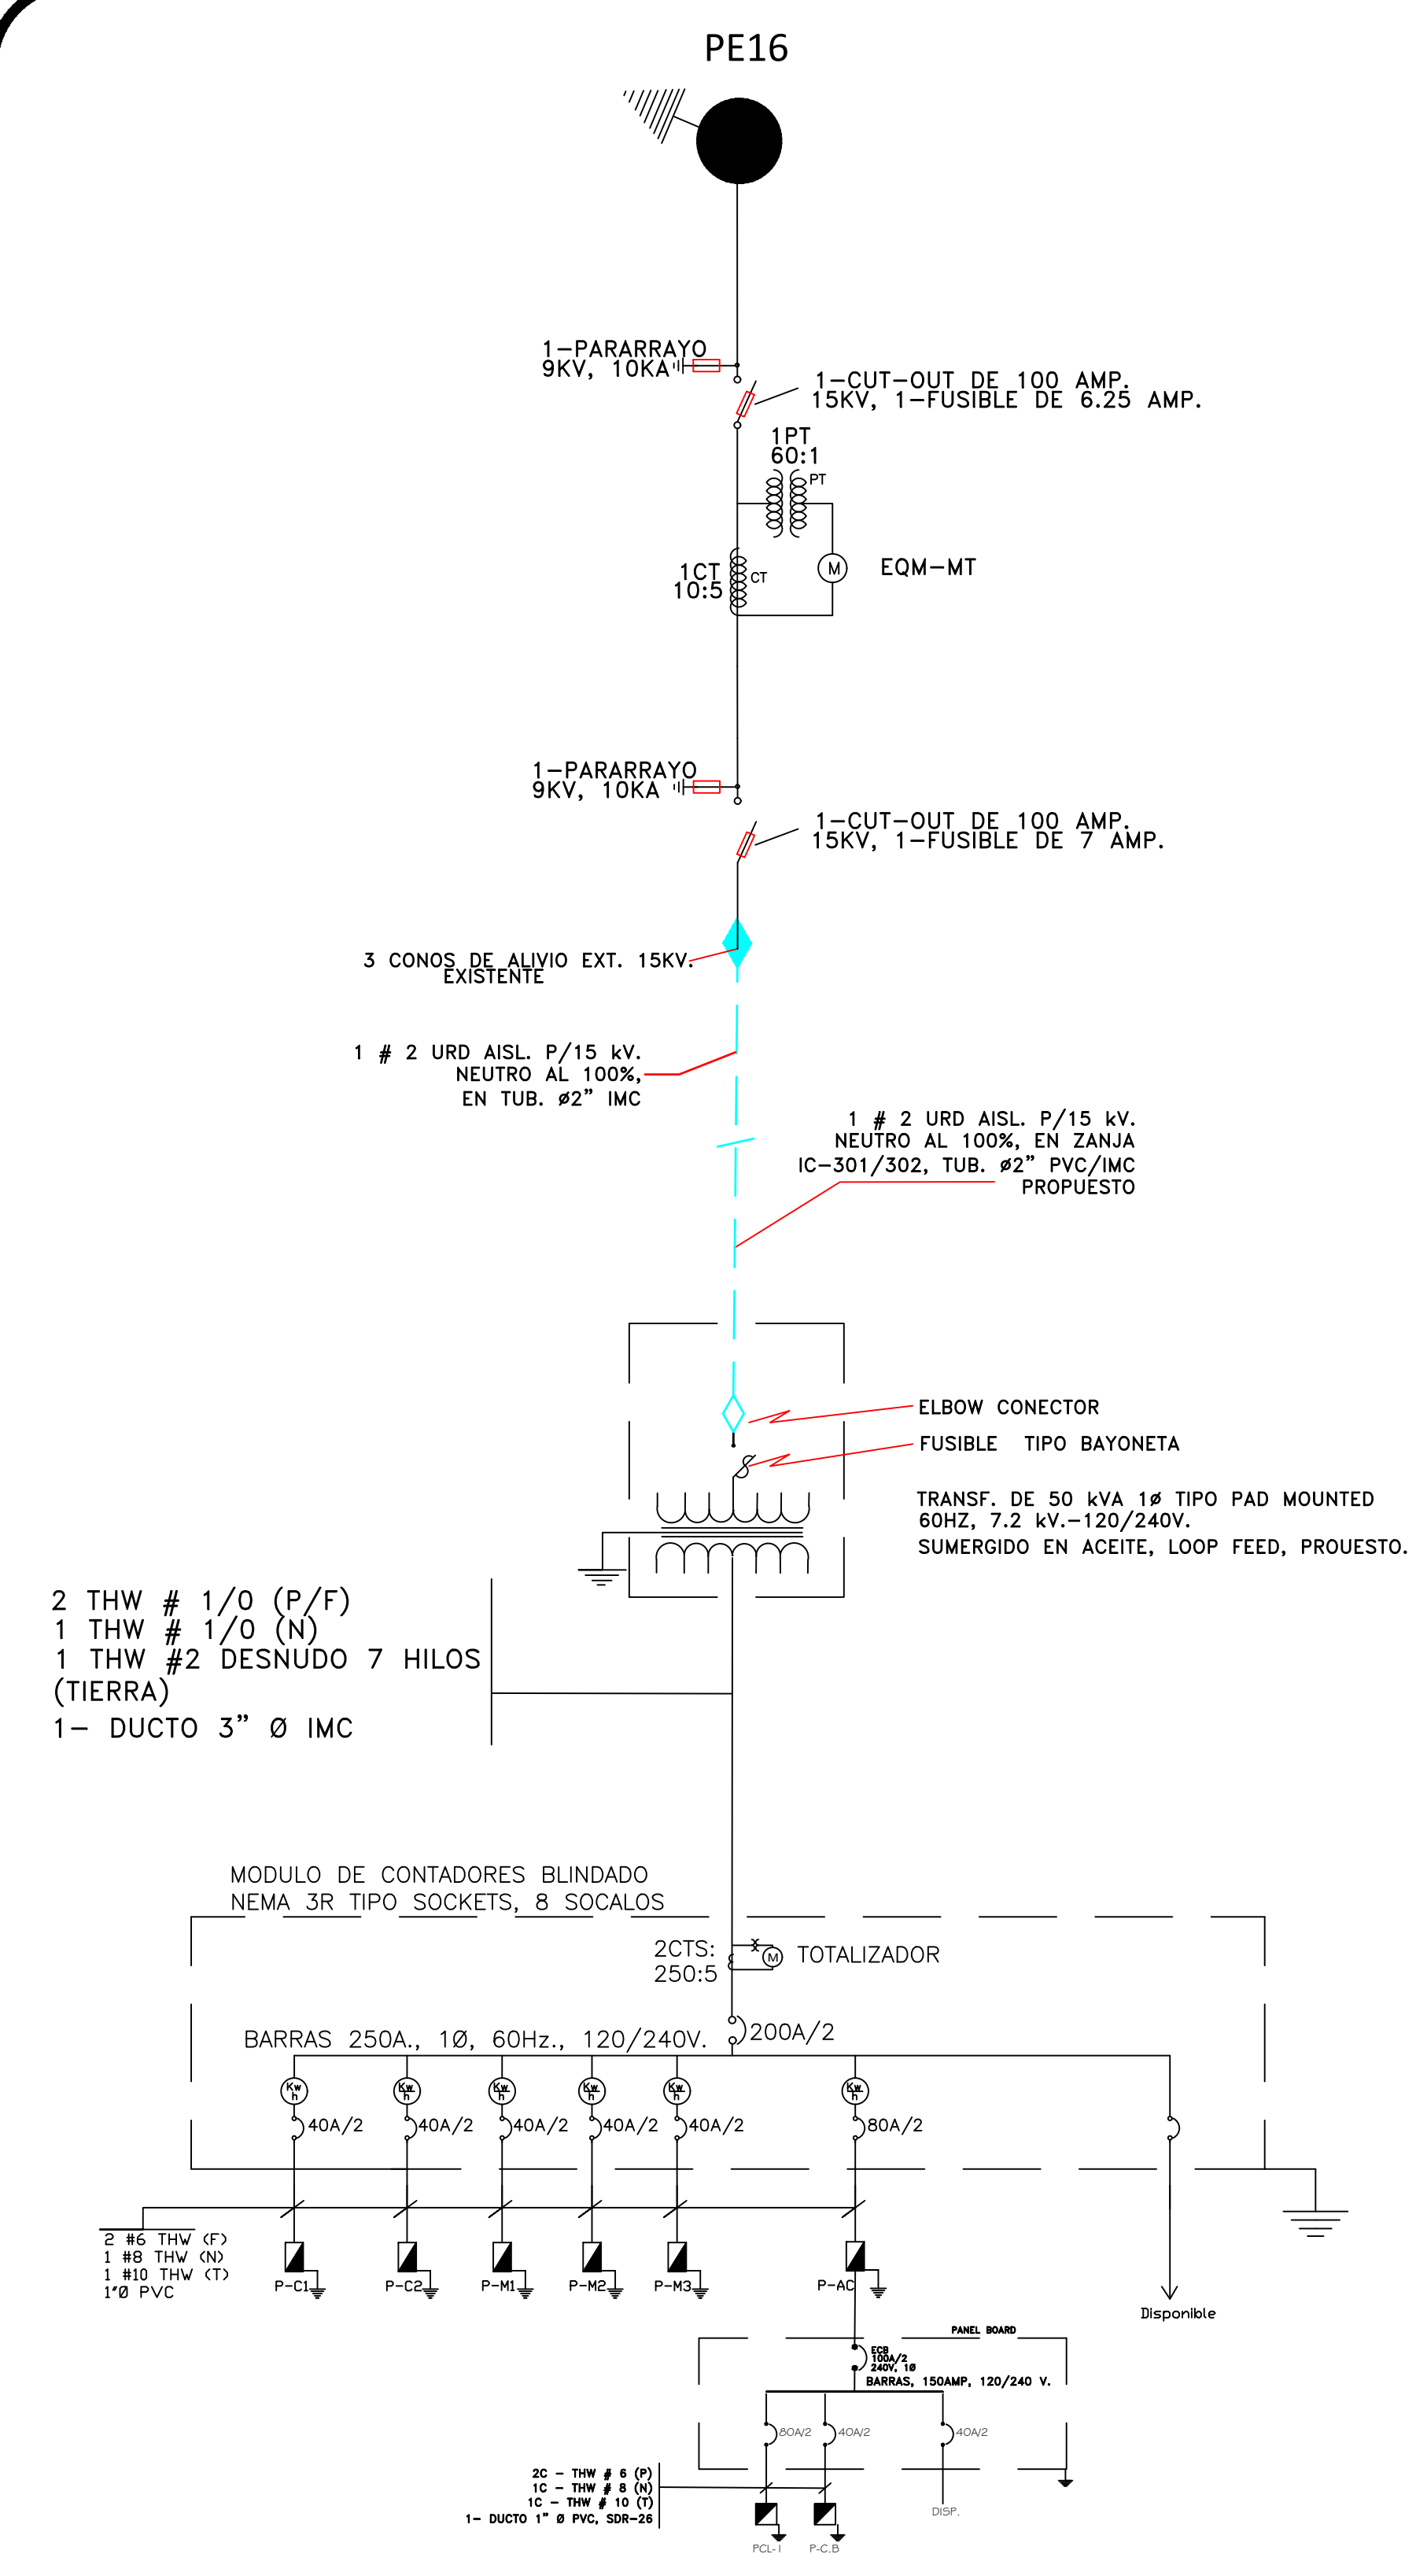 PE16
1-PARARRAYO
9KV, 10KA
1-CUT-OUT DE 100 AMP.
15KV, 1-FUSIBLE DE 6.25 AMP.
1PT
60:1
PT
1CT
10:5
CT
M
EQM-MT
1-PARARRAYO
9KV, 10KA
1-CUT-OUT DE 100 AMP.
15KV, 1-FUSIBLE DE 7 AMP.
3 CONOS DE ALIVIO EXT. 15KV.
EXISTENTE
1 # 2 URD AISL. P/15 kV.
NEUTRO AL 100%,
EN TUB. ø2” IMC
1 # 2 URD AISL. P/15 kV.
NEUTRO AL 100%, EN ZANJA
IC-301/302, TUB. ø2” PVC/IMC
PROPUESTO
ELBOW CONECTOR
FUSIBLE TIPO BAYONETA
TRANSF. DE 50 kVA 1ø TIPO PAD MOUNTED
60HZ, 7.2 kV.-120/240V.
SUMERGIDO EN ACEITE, LOOP FEED, PROUESTO.
2 THW # 1/0 (P/F)
1 THW # 1/0 (N)
1 THW #2 DESNUDO 7 HILOS
(TIERRA)
1- DUCTO 3” Ø IMC
MODULO DE CONTADORES BLINDADO
NEMA 3R TIPO SOCKETS, 8 SOCALOS
2CTS:
250:5
M
TOTALIZADOR
200A/2
BARRAS 250A., 1Ø, 60Hz., 120/240V.
Kw
h
Kw
h
Kw
h
Kw
h
Kw
h
Kw
h
40A/2
40A/2
40A/2
40A/2
40A/2
80A/2
2 #6 THW (F)
1 #8 THW (N)
1 #10 THW (T)
1"Ø PVC
P-C1
P-C2
P-M1
P-M2
P-M3
P-AC
Disponible
PANEL BOARD
ECB
100A/2
240V, 1Ø
BARRAS, 150AMP, 120/240 V.
80A/2
40A/2
40A/2
2C - THW # 6 (P)
1C - THW # 8 (N)
1C - THW # 10 (T)
1- DUCTO 1” Ø PVC, SDR-26
PCL-1
P-C.B
DISP.